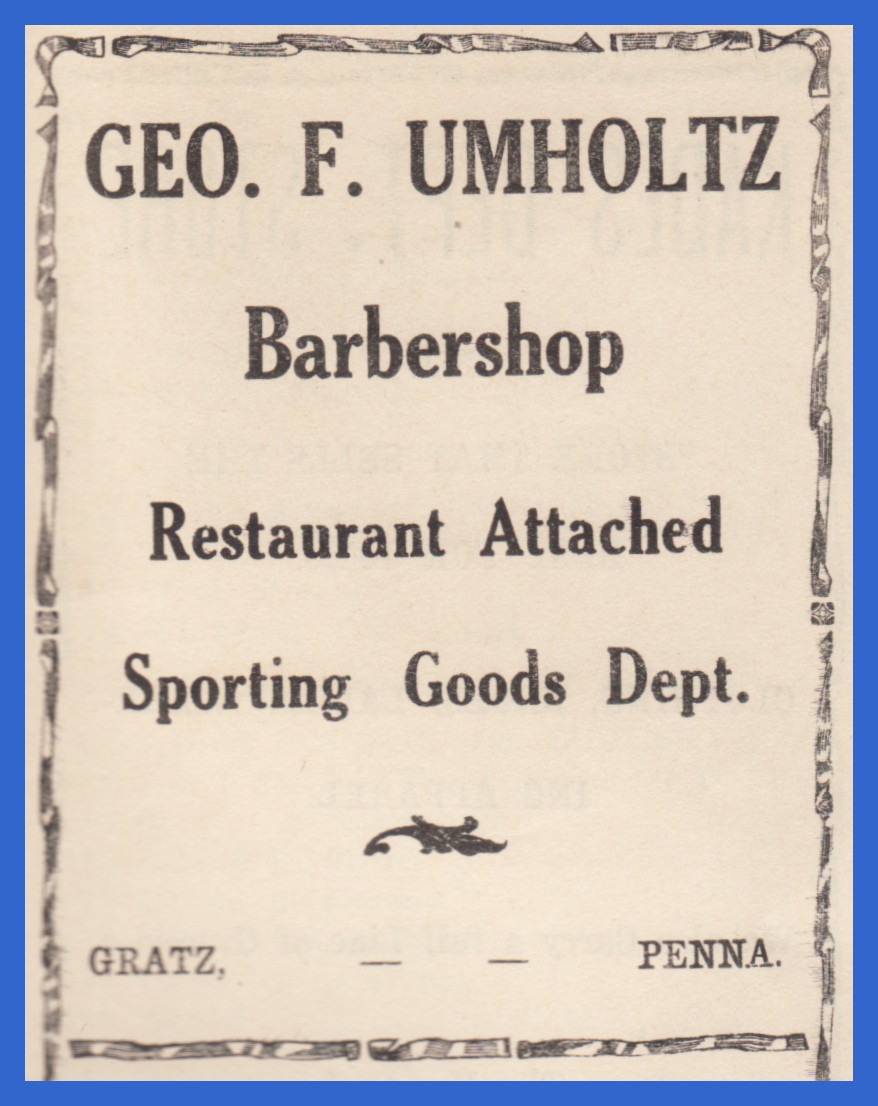 GEO. F. UMHOLTZ
Barbershop
Restaurant Attached
Sporting Goods Dept.
GRATZ, — — PENNA.